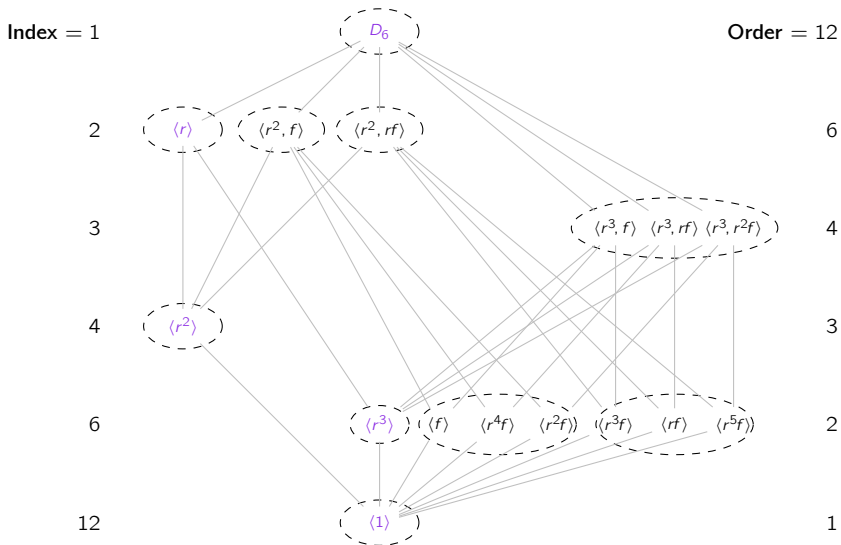 Index = 1 D₆ Order = 12
2 ⟨r⟩ ⟨r², f⟩ ⟨r², rf⟩ 6
3 ⟨r³, f⟩ ⟨r³, rf⟩ ⟨r³, r²f⟩ 4
4 ⟨r²⟩ 3
6 ⟨r³⟩ ⟨f⟩ ⟨r⁴f⟩ ⟨r²f⟩ ⟨r³f⟩ ⟨rf⟩ ⟨r⁵f⟩ 2
12 ⟨1⟩ 1